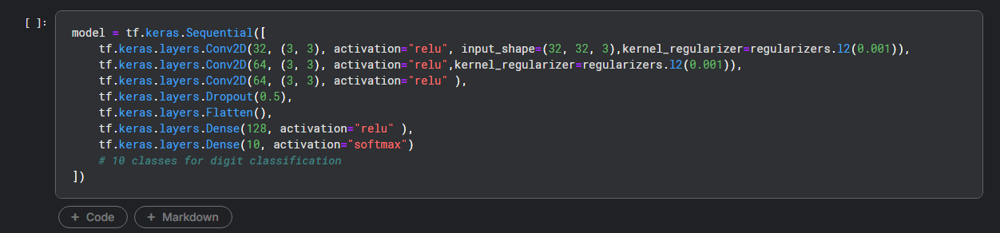 [ ]:
model = tf.keras.Sequential([
    tf.keras.layers.Conv2D(32, (3, 3), activation="relu", input_shape=(32, 32, 3),kernel_regularizer=regularizers.l2(0.001)),
    tf.keras.layers.Conv2D(64, (3, 3), activation="relu",kernel_regularizer=regularizers.l2(0.001)),
    tf.keras.layers.Conv2D(64, (3, 3), activation="relu" ),
    tf.keras.layers.Dropout(0.5),
    tf.keras.layers.Flatten(),
    tf.keras.layers.Dense(128, activation="relu" ),
    tf.keras.layers.Dense(10, activation="softmax")
    # 10 classes for digit classification
])
+ Code + Markdown